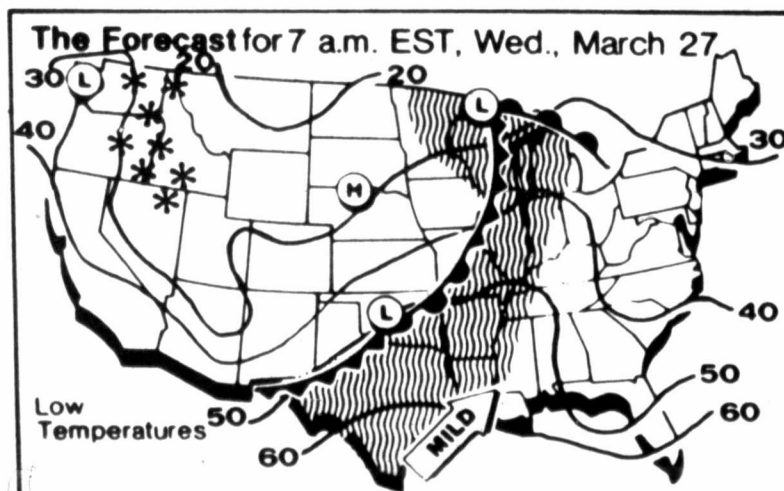 The Forecast for 7 a.m. EST, Wed., March 27
30
L
20
20
L
40
30
H
L
40
Low
Temperatures
50
50
60
60
MILD